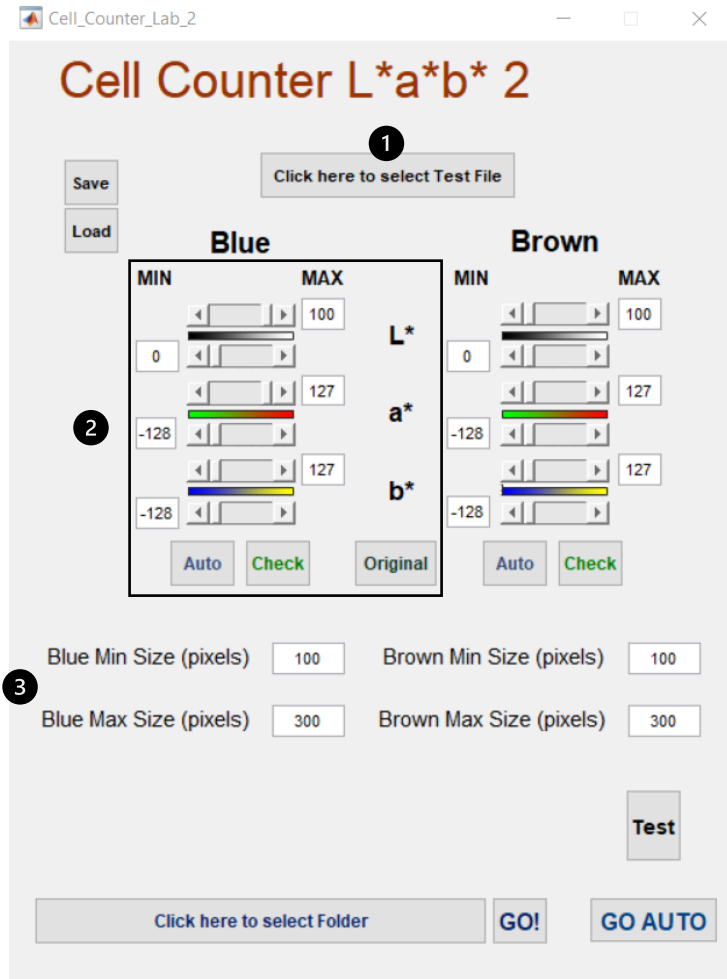 Cell_Counter_Lab_2
Cell Counter L*a*b* 2
1
Click here to select Test File
Save
Load
Blue
Brown
MIN MAX MIN MAX
100 100
L*
0 0
127 127
a*
2
-128 -128
127 127
b*
-128 -128
Auto Check Original Auto Check
Blue Min Size (pixels) 100 Brown Min Size (pixels) 100
3
Blue Max Size (pixels) 300 Brown Max Size (pixels) 300
Test
Click here to select Folder GO! GO AUTO